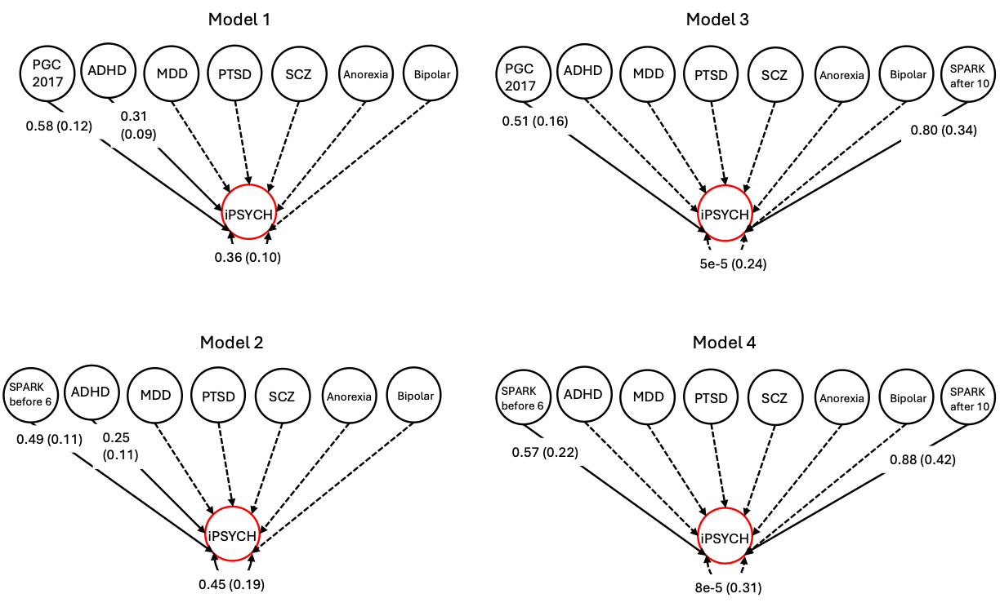 Model 1
PGC
2017
ADHD
MDD
PTSD
SCZ
Anorexia
Bipolar
0.58 (0.12)
0.31
(0.09)
iPSYCH
0.36 (0.10)
Model 3
PGC
2017
ADHD
MDD
PTSD
SCZ
Anorexia
Bipolar
SPARK
after 10
0.51 (0.16)
0.80 (0.34)
iPSYCH
5e-5 (0.24)
Model 2
SPARK
before 6
ADHD
MDD
PTSD
SCZ
Anorexia
Bipolar
0.49 (0.11)
0.25
(0.11)
iPSYCH
0.45 (0.19)
Model 4
SPARK
before 6
ADHD
MDD
PTSD
SCZ
Anorexia
Bipolar
SPARK
after 10
0.57 (0.22)
0.88 (0.42)
iPSYCH
8e-5 (0.31)